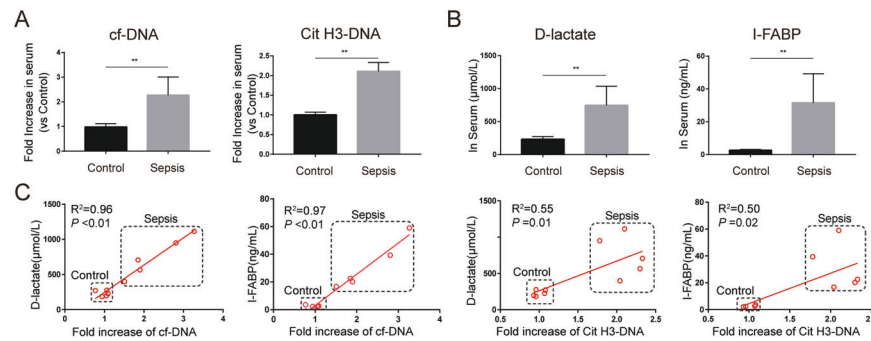 A
B
cf-DNA
Cit H3-DNA
D-lactate
I-FABP
Fold Increase in serum
(vs Control)
4
3
2
1
0
**
Control Sepsis
Fold Increase in serum
(vs Control)
2.5
2.0
1.5
1.0
0.5
0.0
**
Control Sepsis
In Serum (μmol/L)
1500
1000
500
0
**
Control Sepsis
In Serum (ng/mL)
60
40
20
0
**
Control Sepsis
C
D-lactate(μmol/L)
1250
1000
750
500
250
0
R²=0.96
P <0.01
Sepsis
Control
0 1 2 3 4
Fold increase of cf-DNA
I-FABP(ng/mL)
80
60
40
20
0
R²=0.97
P <0.01
Sepsis
Control
0 1 2 3 4
Fold increase of cf-DNA
D-lactate(μmol/L)
1500
1000
500
0
R²=0.55
P =0.01
Sepsis
Control
0.5 1.0 1.5 2.0 2.5
Fold increase of Cit H3-DNA
I-FABP(ng/mL)
80
60
40
20
0
R²=0.50
P =0.02
Sepsis
Control
0.5 1.0 1.5 2.0 2.5
Fold increase of Cit H3-DNA